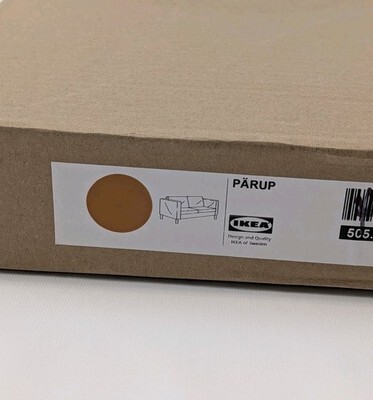 PÄRUP
IKEA
Design and Quality
IKEA of Sweden
505.